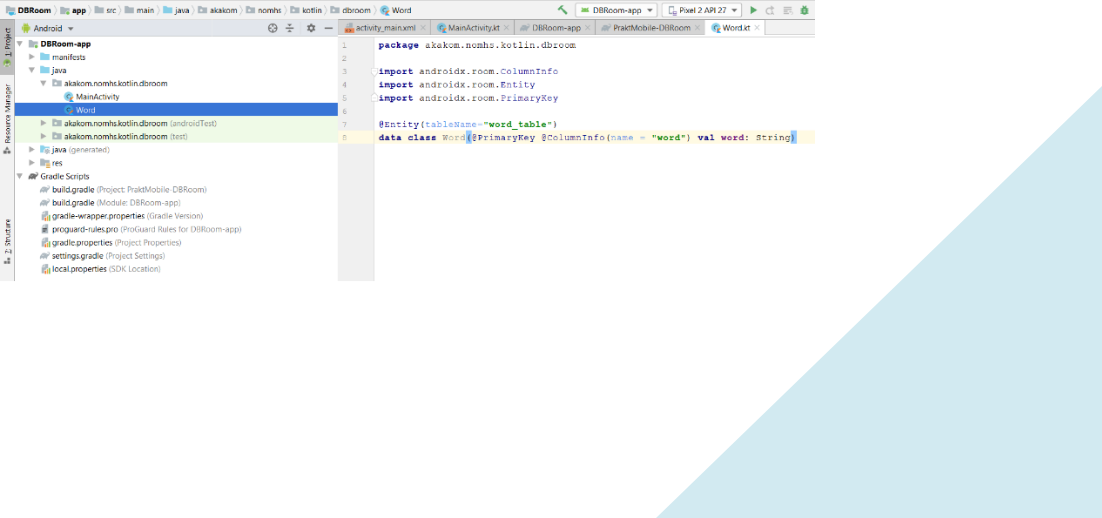 DBRoom app src main java akakom nomhs kotlin dbroom Word DBRoom-app Pixel 2 API 27
1: Project
Resource Manager
2: Structure
Android
DBRoom-app
manifests
java
akakom.nomhs.kotlin.dbroom
MainActivity
Word
akakom.nomhs.kotlin.dbroom (androidTest)
akakom.nomhs.kotlin.dbroom (test)
java (generated)
res
Gradle Scripts
build.gradle (Project: PraktMobile-DBRoom)
build.gradle (Module: DBRoom-app)
gradle-wrapper.properties (Gradle Version)
proguard-rules.pro (ProGuard Rules for DBRoom-app)
gradle.properties (Project Properties)
settings.gradle (Project Settings)
local.properties (SDK Location)
activity_main.xml MainActivity.kt DBRoom-app PraktMobile-DBRoom Word.kt
1 package akakom.nomhs.kotlin.dbroom
2
3 import androidx.room.ColumnInfo
4 import androidx.room.Entity
5 import androidx.room.PrimaryKey
6
7 @Entity(tableName="word_table")
8 data class Word(@PrimaryKey @ColumnInfo(name = "word") val word: String)